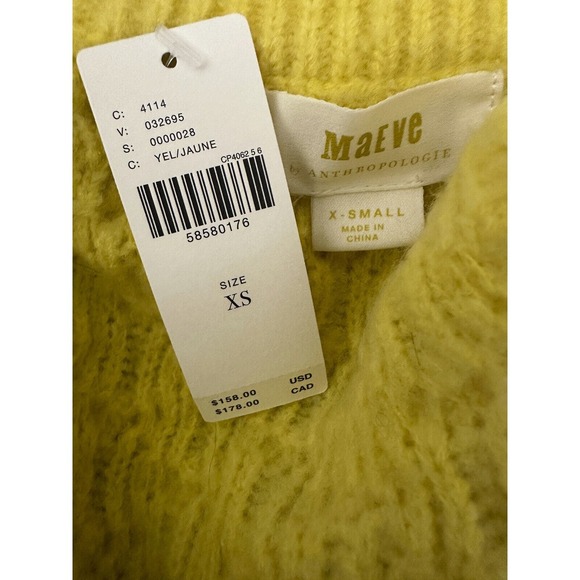 C: 4114
V: 032695
S: 0000028
C: YEL/JAUNE
CP4062 5 6
58580176
SIZE
XS
$158.00 USD
$178.00 CAD
MaEve
by ANTHROPOLOGIE
X-SMALL
MADE IN
CHINA